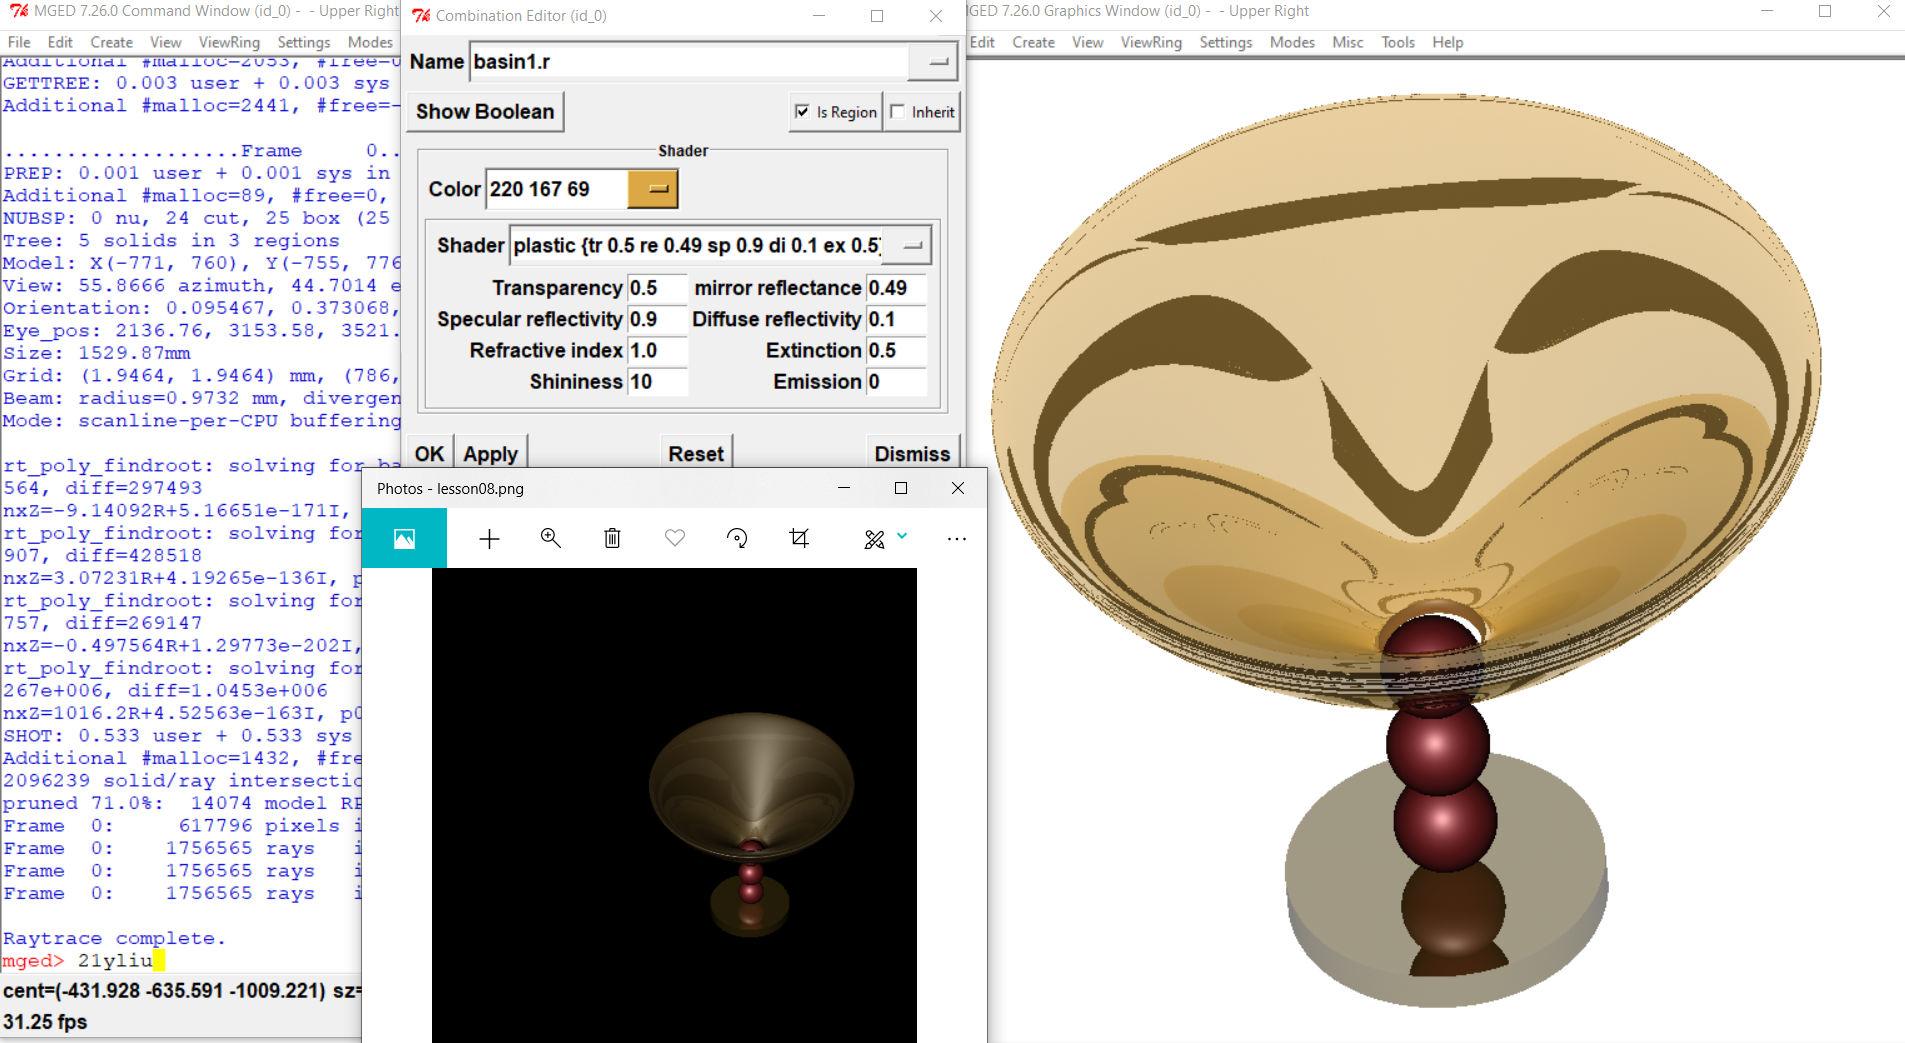 MGED 7.26.0 Command Window (id_0) - - Upper Right
File Edit Create View ViewRing Settings Modes
Additional #malloc=2053, #free=0
GETTREE: 0.003 user + 0.003 sys
Additional #malloc=2441, #free=-
...................Frame 0..
PREP: 0.001 user + 0.001 sys in
Additional #malloc=89, #free=0,
NUBSP: 0 nu, 24 cut, 25 box (25
Tree: 5 solids in 3 regions
Model: X(-771, 760), Y(-755, 776
View: 55.8666 azimuth, 44.7014 e
Orientation: 0.095467, 0.373068,
Eye_pos: 2136.76, 3153.58, 3521.
Size: 1529.87mm
Grid: (1.9464, 1.9464) mm, (786,
Beam: radius=0.9732 mm, divergen
Mode: scanline-per-CPU buffering
rt_poly_findroot: solving for ba
564, diff=297493
nxZ=-9.14092R+5.16651e-171I,
rt_poly_findroot: solving for
907, diff=428518
nxZ=3.07231R+4.19265e-136I, p
rt_poly_findroot: solving for
757, diff=269147
nxZ=-0.497564R+1.29773e-202I,
rt_poly_findroot: solving for
267e+006, diff=1.0453e+006
nxZ=1016.2R+4.52563e-163I, p0
SHOT: 0.533 user + 0.533 sys
Additional #malloc=1432, #fre
2096239 solid/ray intersectio
pruned 71.0%: 14074 model RP
Frame 0: 617796 pixels i
Frame 0: 1756565 rays i
Frame 0: 1756565 rays i
Frame 0: 1756565 rays i
Raytrace complete.
mged> 21yliu
cent=(-431.928 -635.591 -1009.221) sz=
31.25 fps
Combination Editor (id_0)
Name basin1.r
Show Boolean Is Region Inherit
Shader
Color 220 167 69
Shader plastic {tr 0.5 re 0.49 sp 0.9 di 0.1 ex 0.5}
Transparency 0.5 mirror reflectance 0.49
Specular reflectivity 0.9 Diffuse reflectivity 0.1
Refractive index 1.0 Extinction 0.5
Shininess 10 Emission 0
OK Apply Reset Dismiss
Photos - lesson08.png
IGED 7.26.0 Graphics Window (id_0) - - Upper Right
Edit Create View ViewRing Settings Modes Misc Tools Help